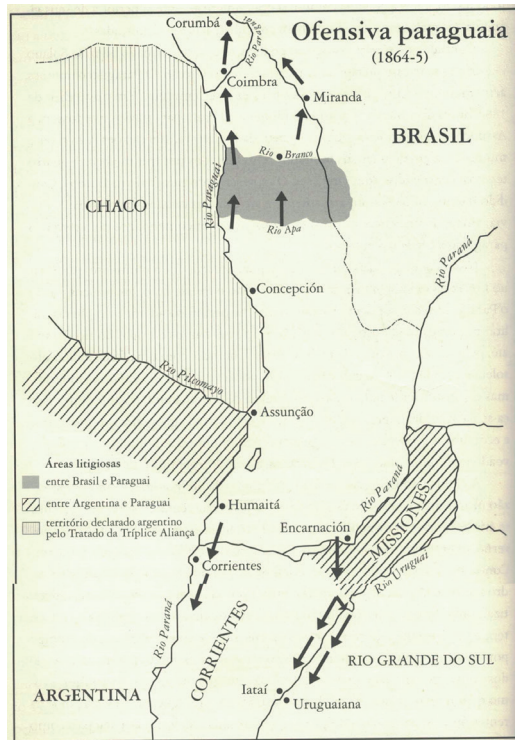 Ofensiva paraguaia
(1864-5)
Corumbá
Rio Paraguai
Coimbra
Miranda
BRASIL
Rio Branco
CHACO
Rio Paraguai
Rio Apa
Rio Paraná
Concepción
Rio Pilcomayo
Assunção
Áreas litigiosas
entre Brasil e Paraguai
entre Argentina e Paraguai
território declarado argentino
pelo Tratado da Tríplice Aliança
Humaitá
Encarnación
Rio Paraná
MISSIONES
Corrientes
Rio Uruguai
Rio Paraná
CORRIENTES
RIO GRANDE DO SUL
ARGENTINA
Iataí
Uruguaiana